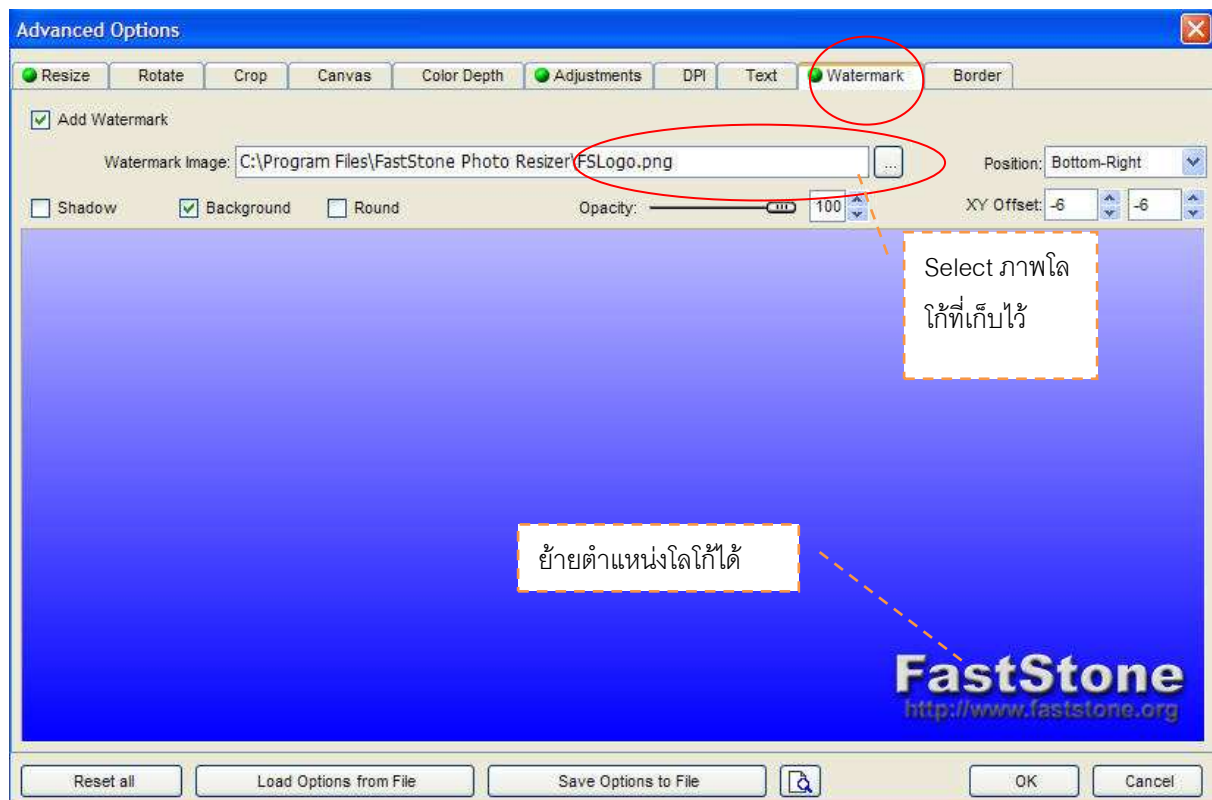 Advanced Options
Resize Rotate Crop Canvas Color Depth Adjustments DPI Text Watermark Border
Add Watermark
Watermark Image: C:\Program Files\FastStone Photo Resizer\FSLogo.png ... Position: Bottom-Right
Shadow Background Round Opacity: 100 XY Offset: -6 -6
Select ภาพโล
โก้ที่เก็บไว้
ย้ายตำแหน่งโลโก้ได้
FastStone
http://www.faststone.org
Reset all Load Options from File Save Options to File OK Cancel